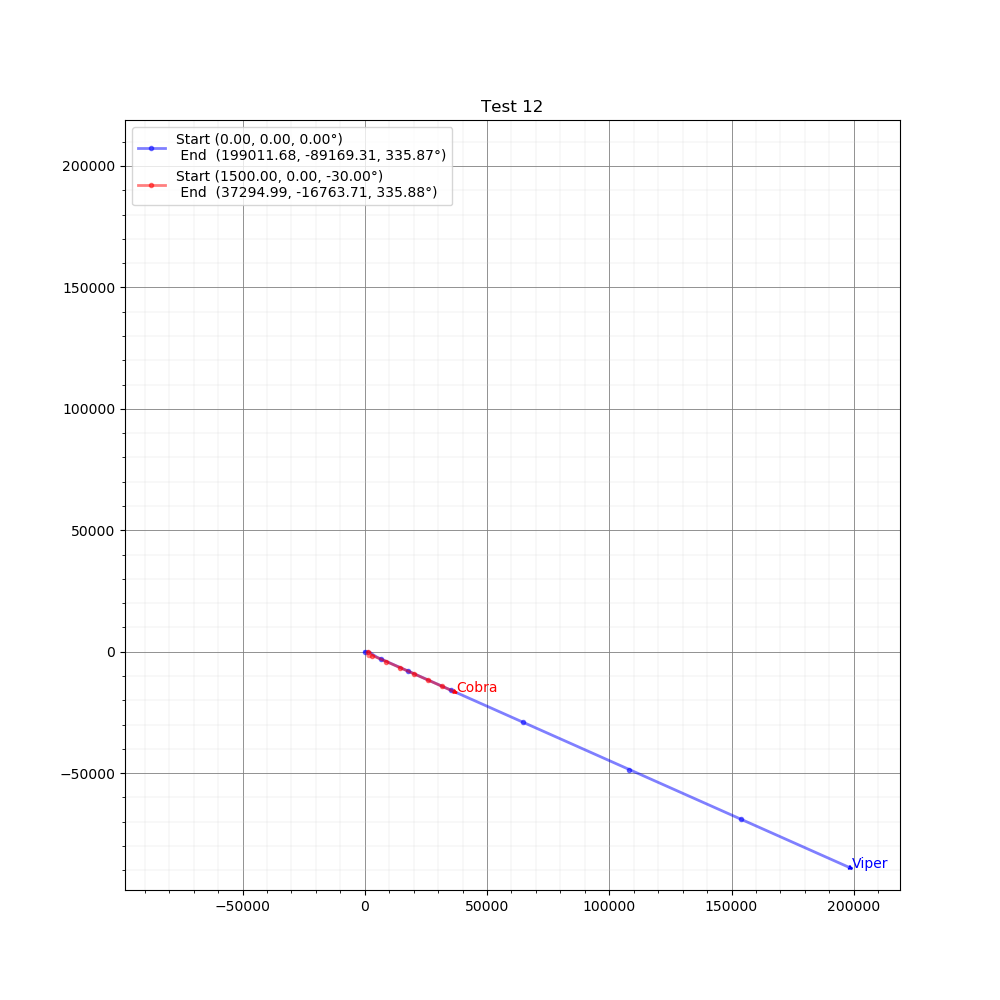 Test 12
Start (0.00, 0.00, 0.00°)
End (199011.68, -89169.31, 335.87°)
Start (1500.00, 0.00, -30.00°)
End (37294.99, -16763.71, 335.88°)
200000
150000
100000
50000
0
−50000
Cobra
Viper
−50000 0 50000 100000 150000 200000